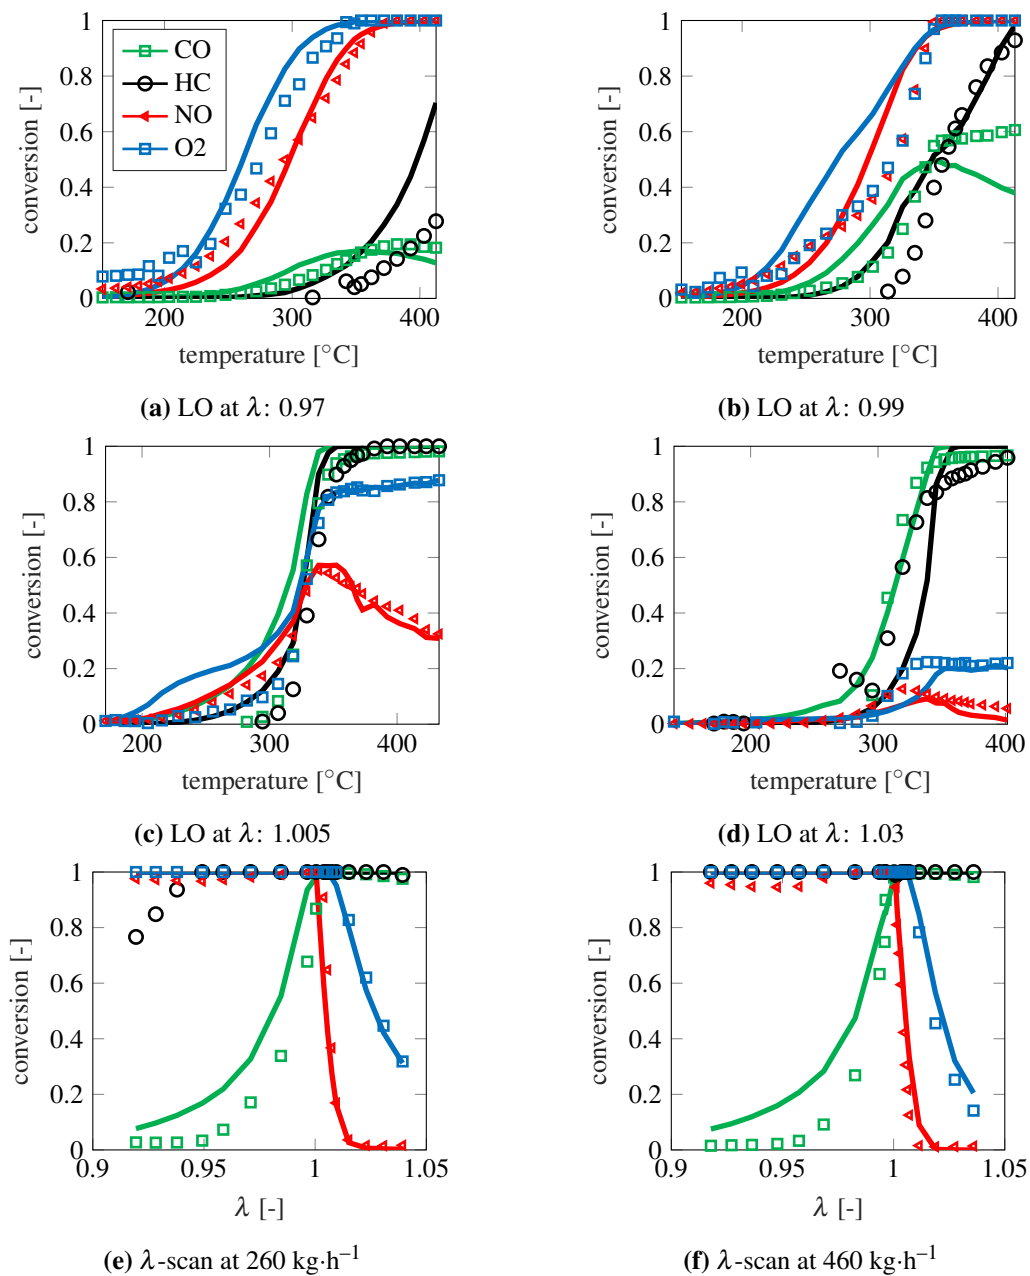 1
0.8
0.6
0.4
0.2
0
conversion [-]
CO
HC
NO
O2
200
300
400
temperature [°C]
(a) LO at λ: 0.97
1
0.8
0.6
0.4
0.2
0
conversion [-]
200
300
400
temperature [°C]
(b) LO at λ: 0.99
1
0.8
0.6
0.4
0.2
0
conversion [-]
200
300
400
temperature [°C]
(c) LO at λ: 1.005
1
0.8
0.6
0.4
0.2
0
conversion [-]
200
300
400
temperature [°C]
(d) LO at λ: 1.03
1
0.8
0.6
0.4
0.2
0
conversion [-]
0.9
0.95
1
1.05
λ [-]
(e) λ-scan at 260 kg·h⁻¹
1
0.8
0.6
0.4
0.2
0
conversion [-]
0.9
0.95
1
1.05
λ [-]
(f) λ-scan at 460 kg·h⁻¹